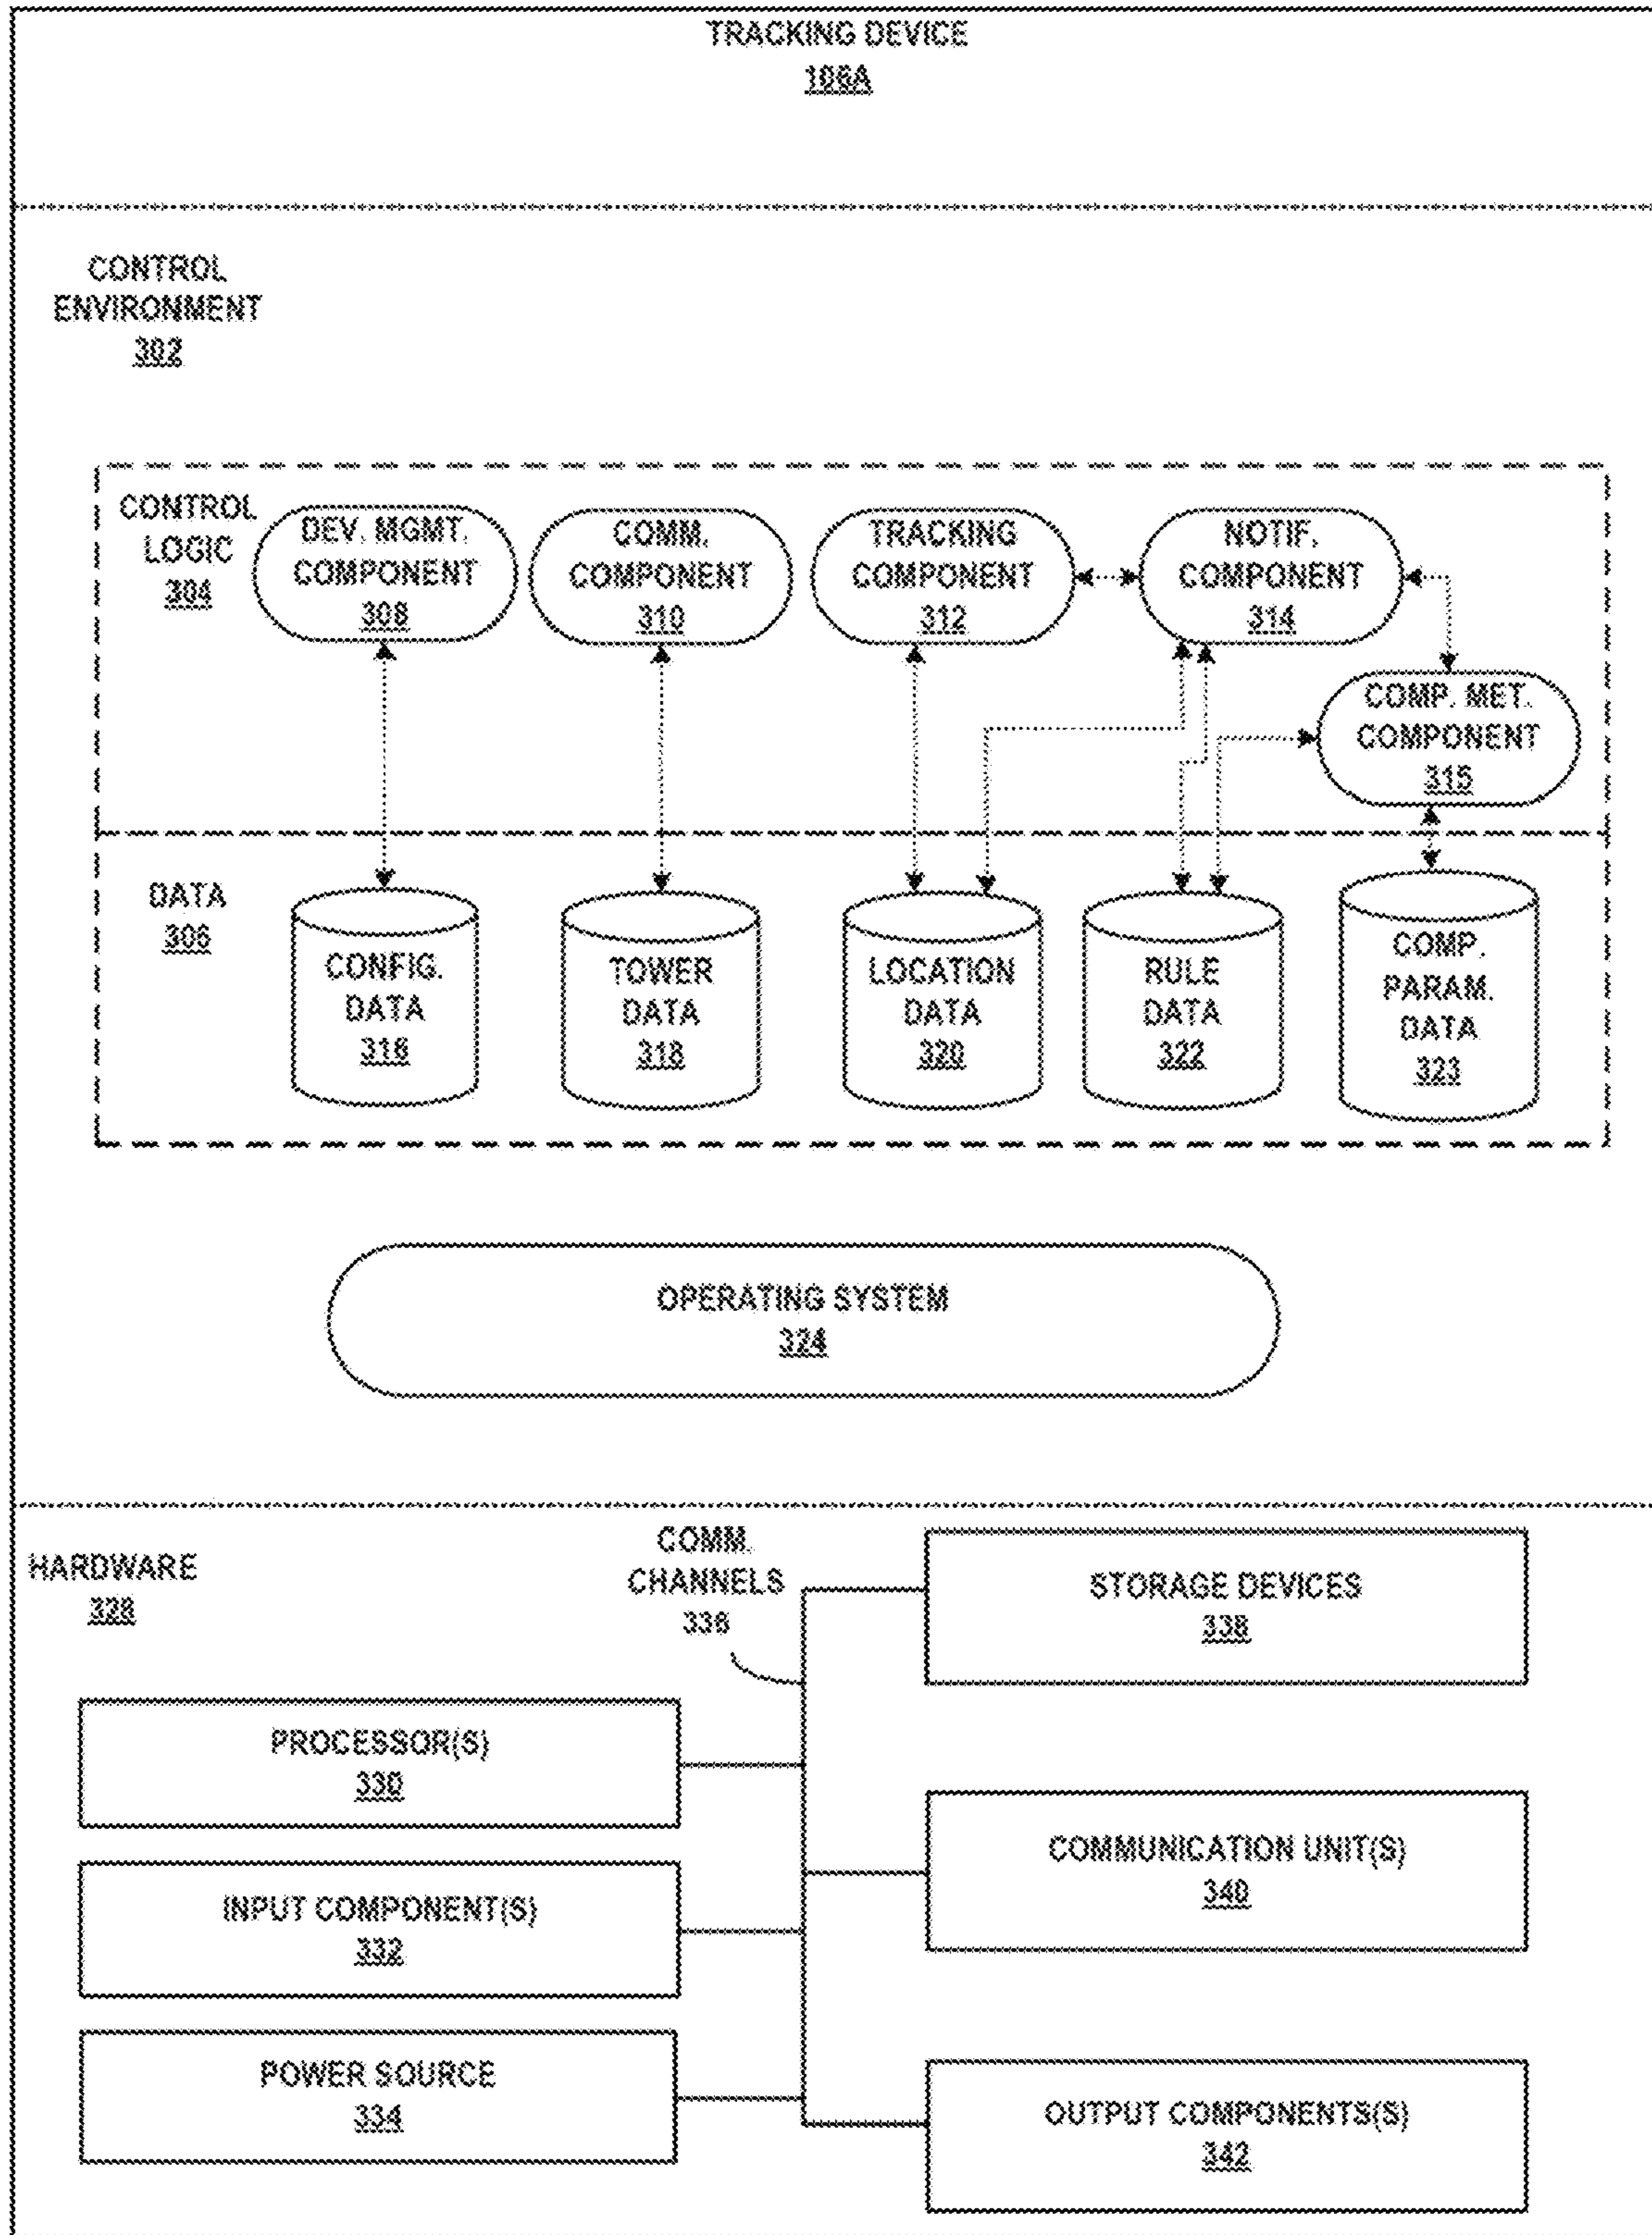 TRACKING DEVICE
106A
CONTROL
ENVIRONMENT
302
CONTROL
LOGIC
304
DEV. MGMT.
COMPONENT
308
COMM.
COMPONENT
310
TRACKING
COMPONENT
312
NOTIF.
COMPONENT
314
COMP. MET.
COMPONENT
315
DATA
306
CONFIG.
DATA
316
TOWER
DATA
318
LOCATION
DATA
320
RULE
DATA
322
COMP.
PARAM.
DATA
323
OPERATING SYSTEM
324
HARDWARE
328
COMM.
CHANNELS
336
STORAGE DEVICES
338
PROCESSOR(S)
330
COMMUNICATION UNIT(S)
340
INPUT COMPONENT(S)
332
POWER SOURCE
334
OUTPUT COMPONENTS(S)
342